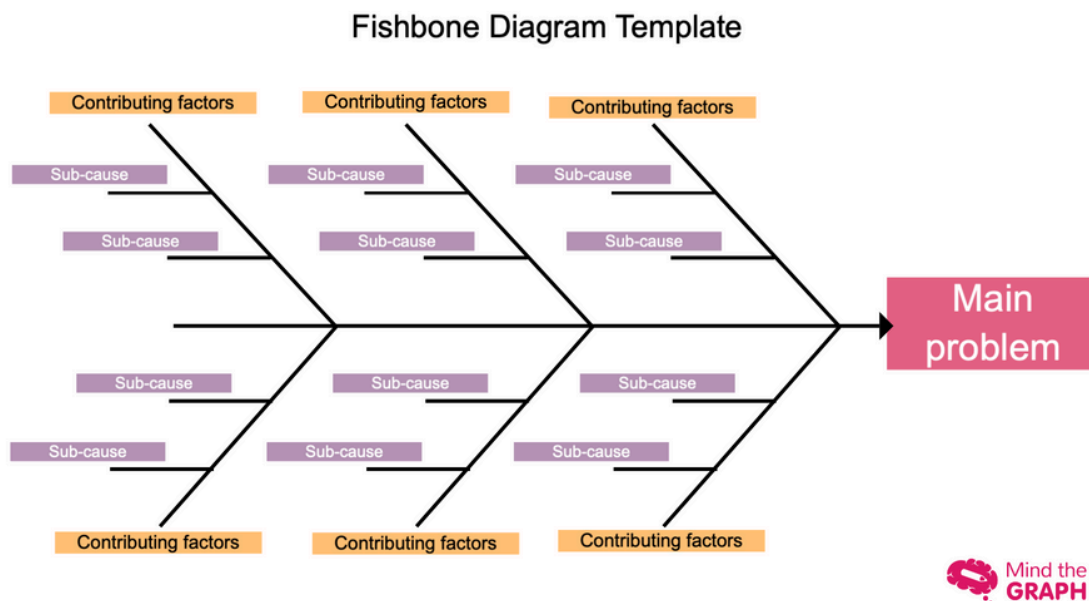 Fishbone Diagram Template
Contributing factors
Contributing factors
Contributing factors
Sub-cause
Sub-cause
Sub-cause
Sub-cause
Sub-cause
Sub-cause
Main
problem
Sub-cause
Sub-cause
Sub-cause
Sub-cause
Sub-cause
Sub-cause
Contributing factors
Contributing factors
Contributing factors
Mind the
GRAPH